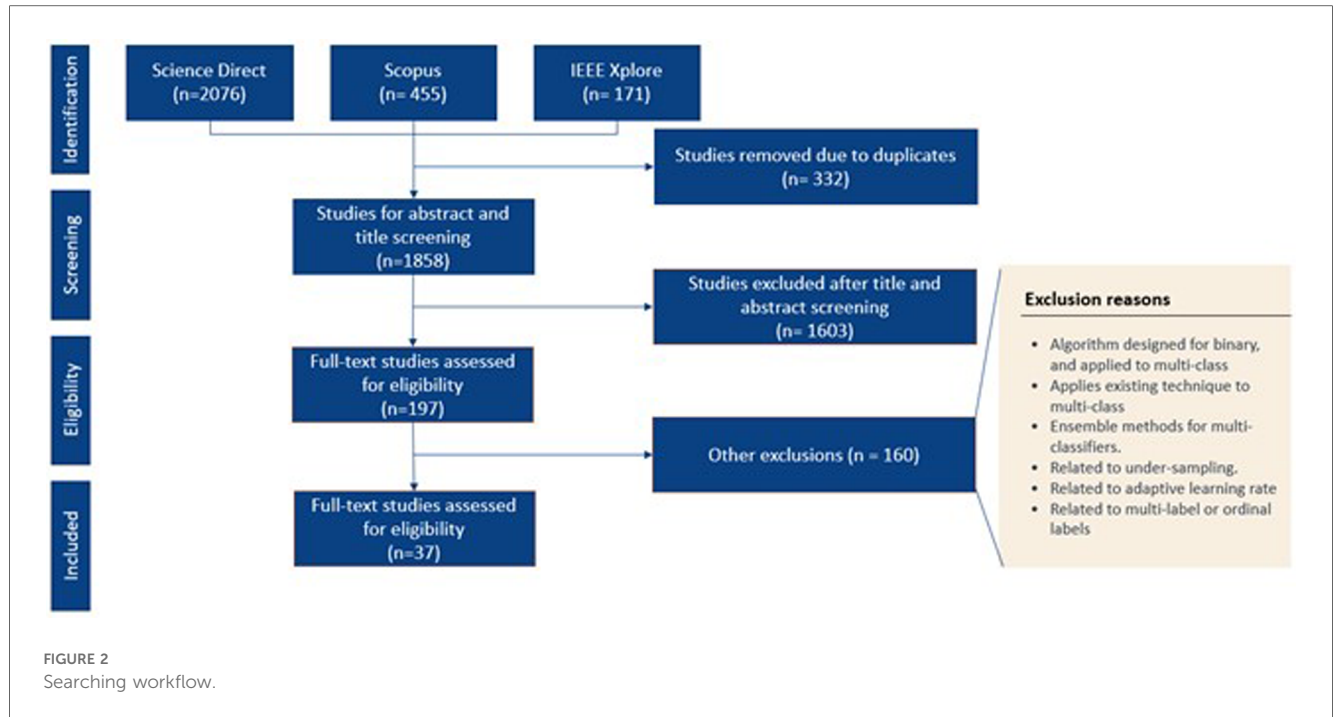 Identification
Science Direct
(n=2076)
Scopus
(n= 455)
IEEE Xplore
(n= 171)
Studies removed due to duplicates
(n= 332)
Screening
Studies for abstract and
title screening
(n=1858)
Studies excluded after title and
abstract screening
(n= 1603)
Eligibility
Full-text studies assessed
for eligibility
(n=197)
Other exclusions (n = 160)
Exclusion reasons
• Algorithm designed for binary,
and applied to multi-class
• Applies existing technique to
multi-class
• Ensemble methods for multi-
classifiers.
• Related to under-sampling.
• Related to adaptive learning rate
• Related to multi-label or ordinal
labels
Included
Full-text studies assessed
for eligibility
(n=37)
FIGURE 2
Searching workflow.